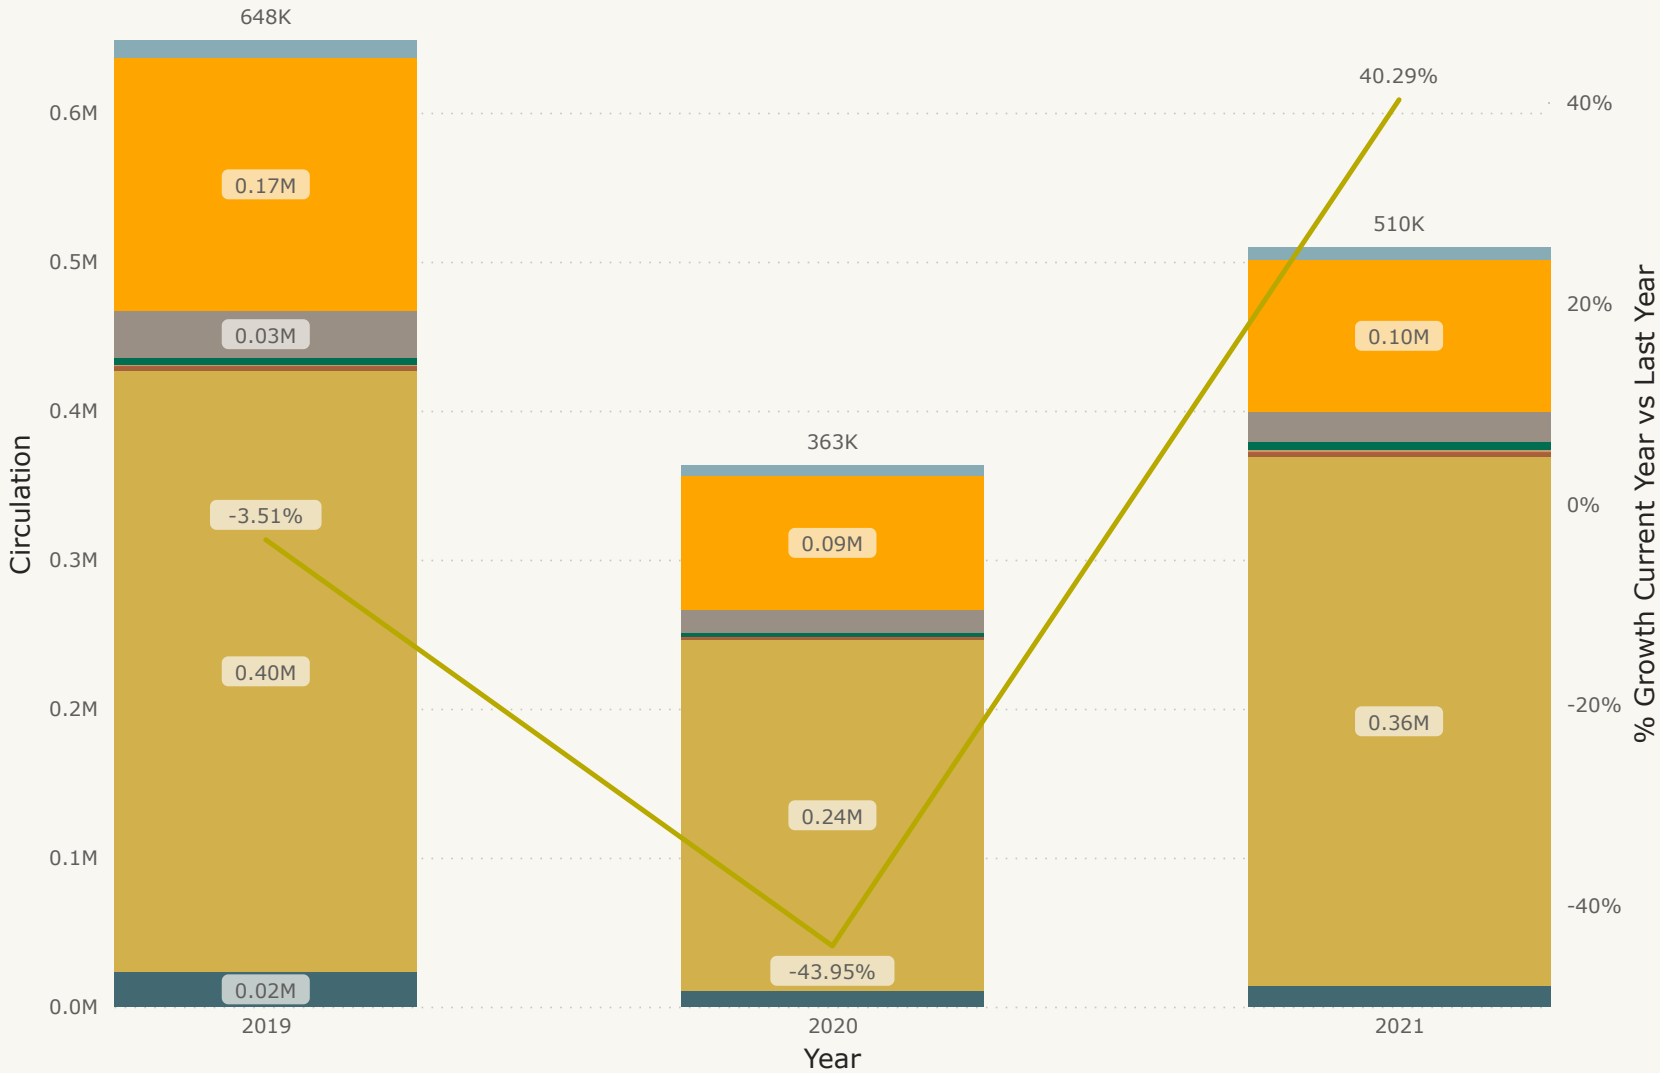 648K
40.29%
40%
0.6M
0.17M
510K
0.5M
20%
0.03M
0.10M
0.4M
363K
-3.51%
0%
0.09M
0.3M
Circulation
% Growth Current Year vs Last Year
0.40M
0.2M
-20%
0.36M
0.24M
0.1M
-40%
-43.95%
0.02M
0.0M
2019
2020
2021
Year